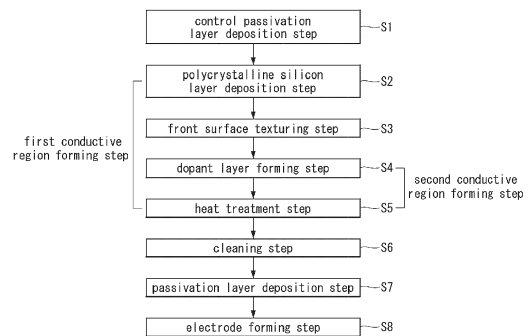 control passivation
layer deposition step
S1
polycrystalline silicon
layer deposition step
S2
first conductive
region forming step
front surface texturing step
S3
dopant layer forming step
S4
second conductive
region forming step
heat treatment step
S5
cleaning step
S6
passivation layer deposition step
S7
electrode forming step
S8